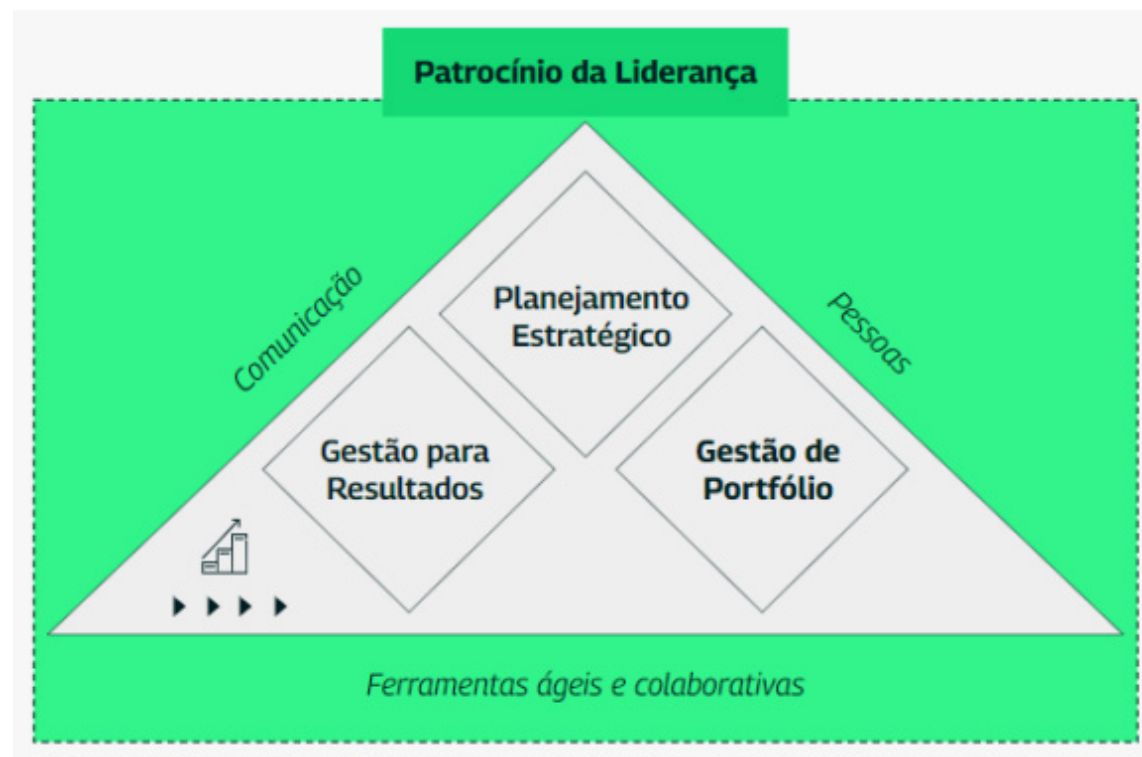 Patrocínio da Liderança
Comunicação
Pessoas
Planejamento
Estratégico
Gestão para
Resultados
Gestão de
Portfólio
Ferramentas ágeis e colaborativas